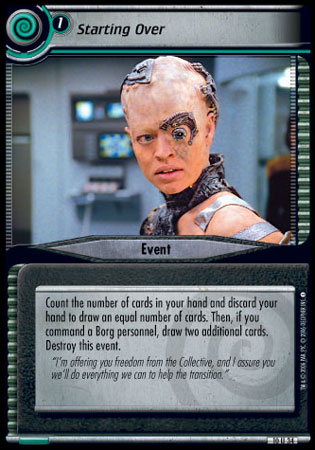 1
Starting Over
Event
Count the number of cards in your hand and discard your
hand to draw an equal number of cards. Then, if you
command a Borg personnel, draw two additional cards.
Destroy this event.
"I'm offering you freedom from the Collective, and I assure you
we'll do everything we can to help the transition."
10 U 34